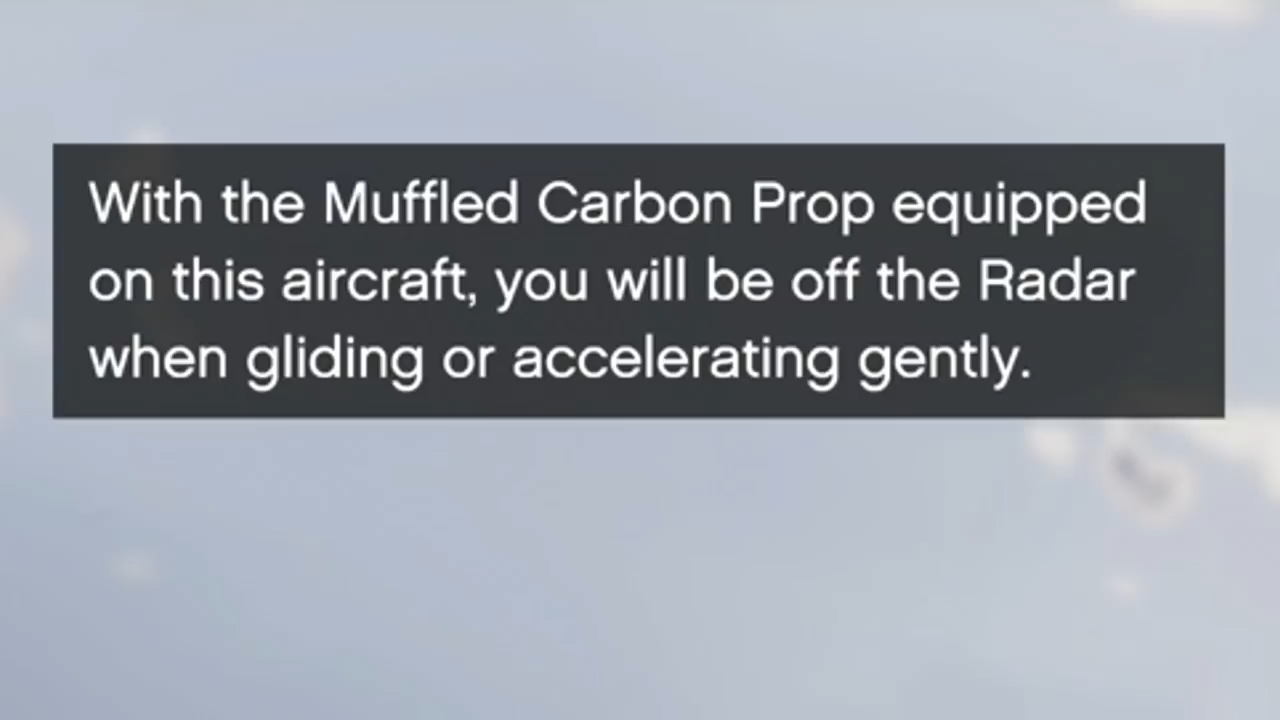 With the Muffled Carbon Prop equipped
on this aircraft, you will be off the Radar
when gliding or accelerating gently.